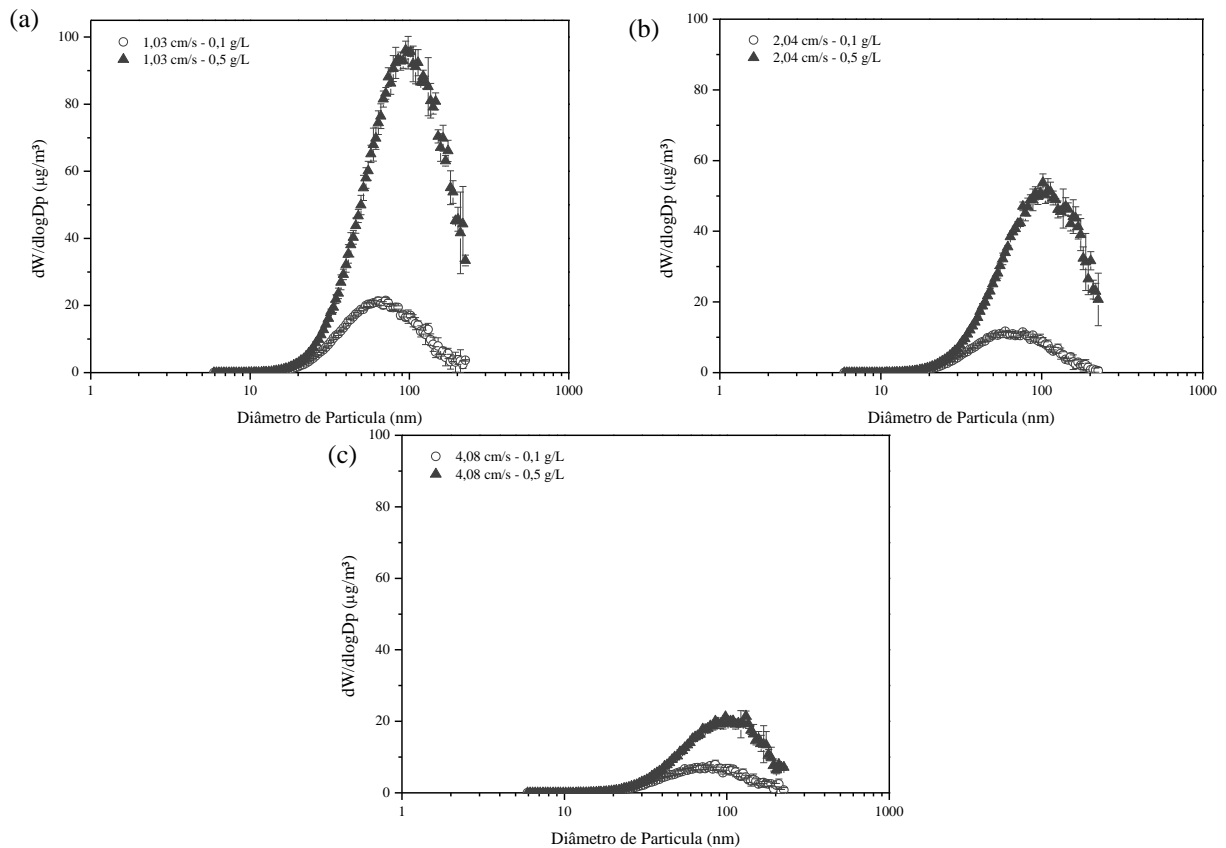 (a)
1,03 cm/s - 0,1 g/L
1,03 cm/s - 0,5 g/L
100
80
60
40
20
0
dW/dlogDp (µg/m³)
1
10
100
1000
Diâmetro de Particula (nm)
(b)
2,04 cm/s - 0,1 g/L
2,04 cm/s - 0,5 g/L
100
80
60
40
20
0
dW/dlogDp (µg/m³)
1
10
100
1000
Diâmetro de Particula (nm)
(c)
4,08 cm/s - 0,1 g/L
4,08 cm/s - 0,5 g/L
100
80
60
40
20
0
dW/dlogDp (µg/m³)
1
10
100
1000
Diâmetro de Particula (nm)